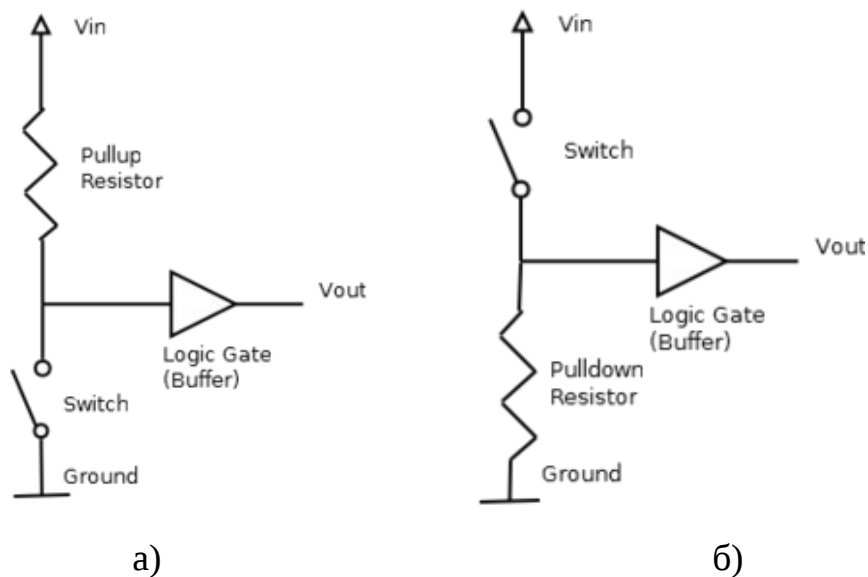 Vin
Pullup
Resistor
Vout
Logic Gate
(Buffer)
Switch
Ground
а)
Vin
Switch
Vout
Logic Gate
(Buffer)
Pulldown
Resistor
Ground
б)